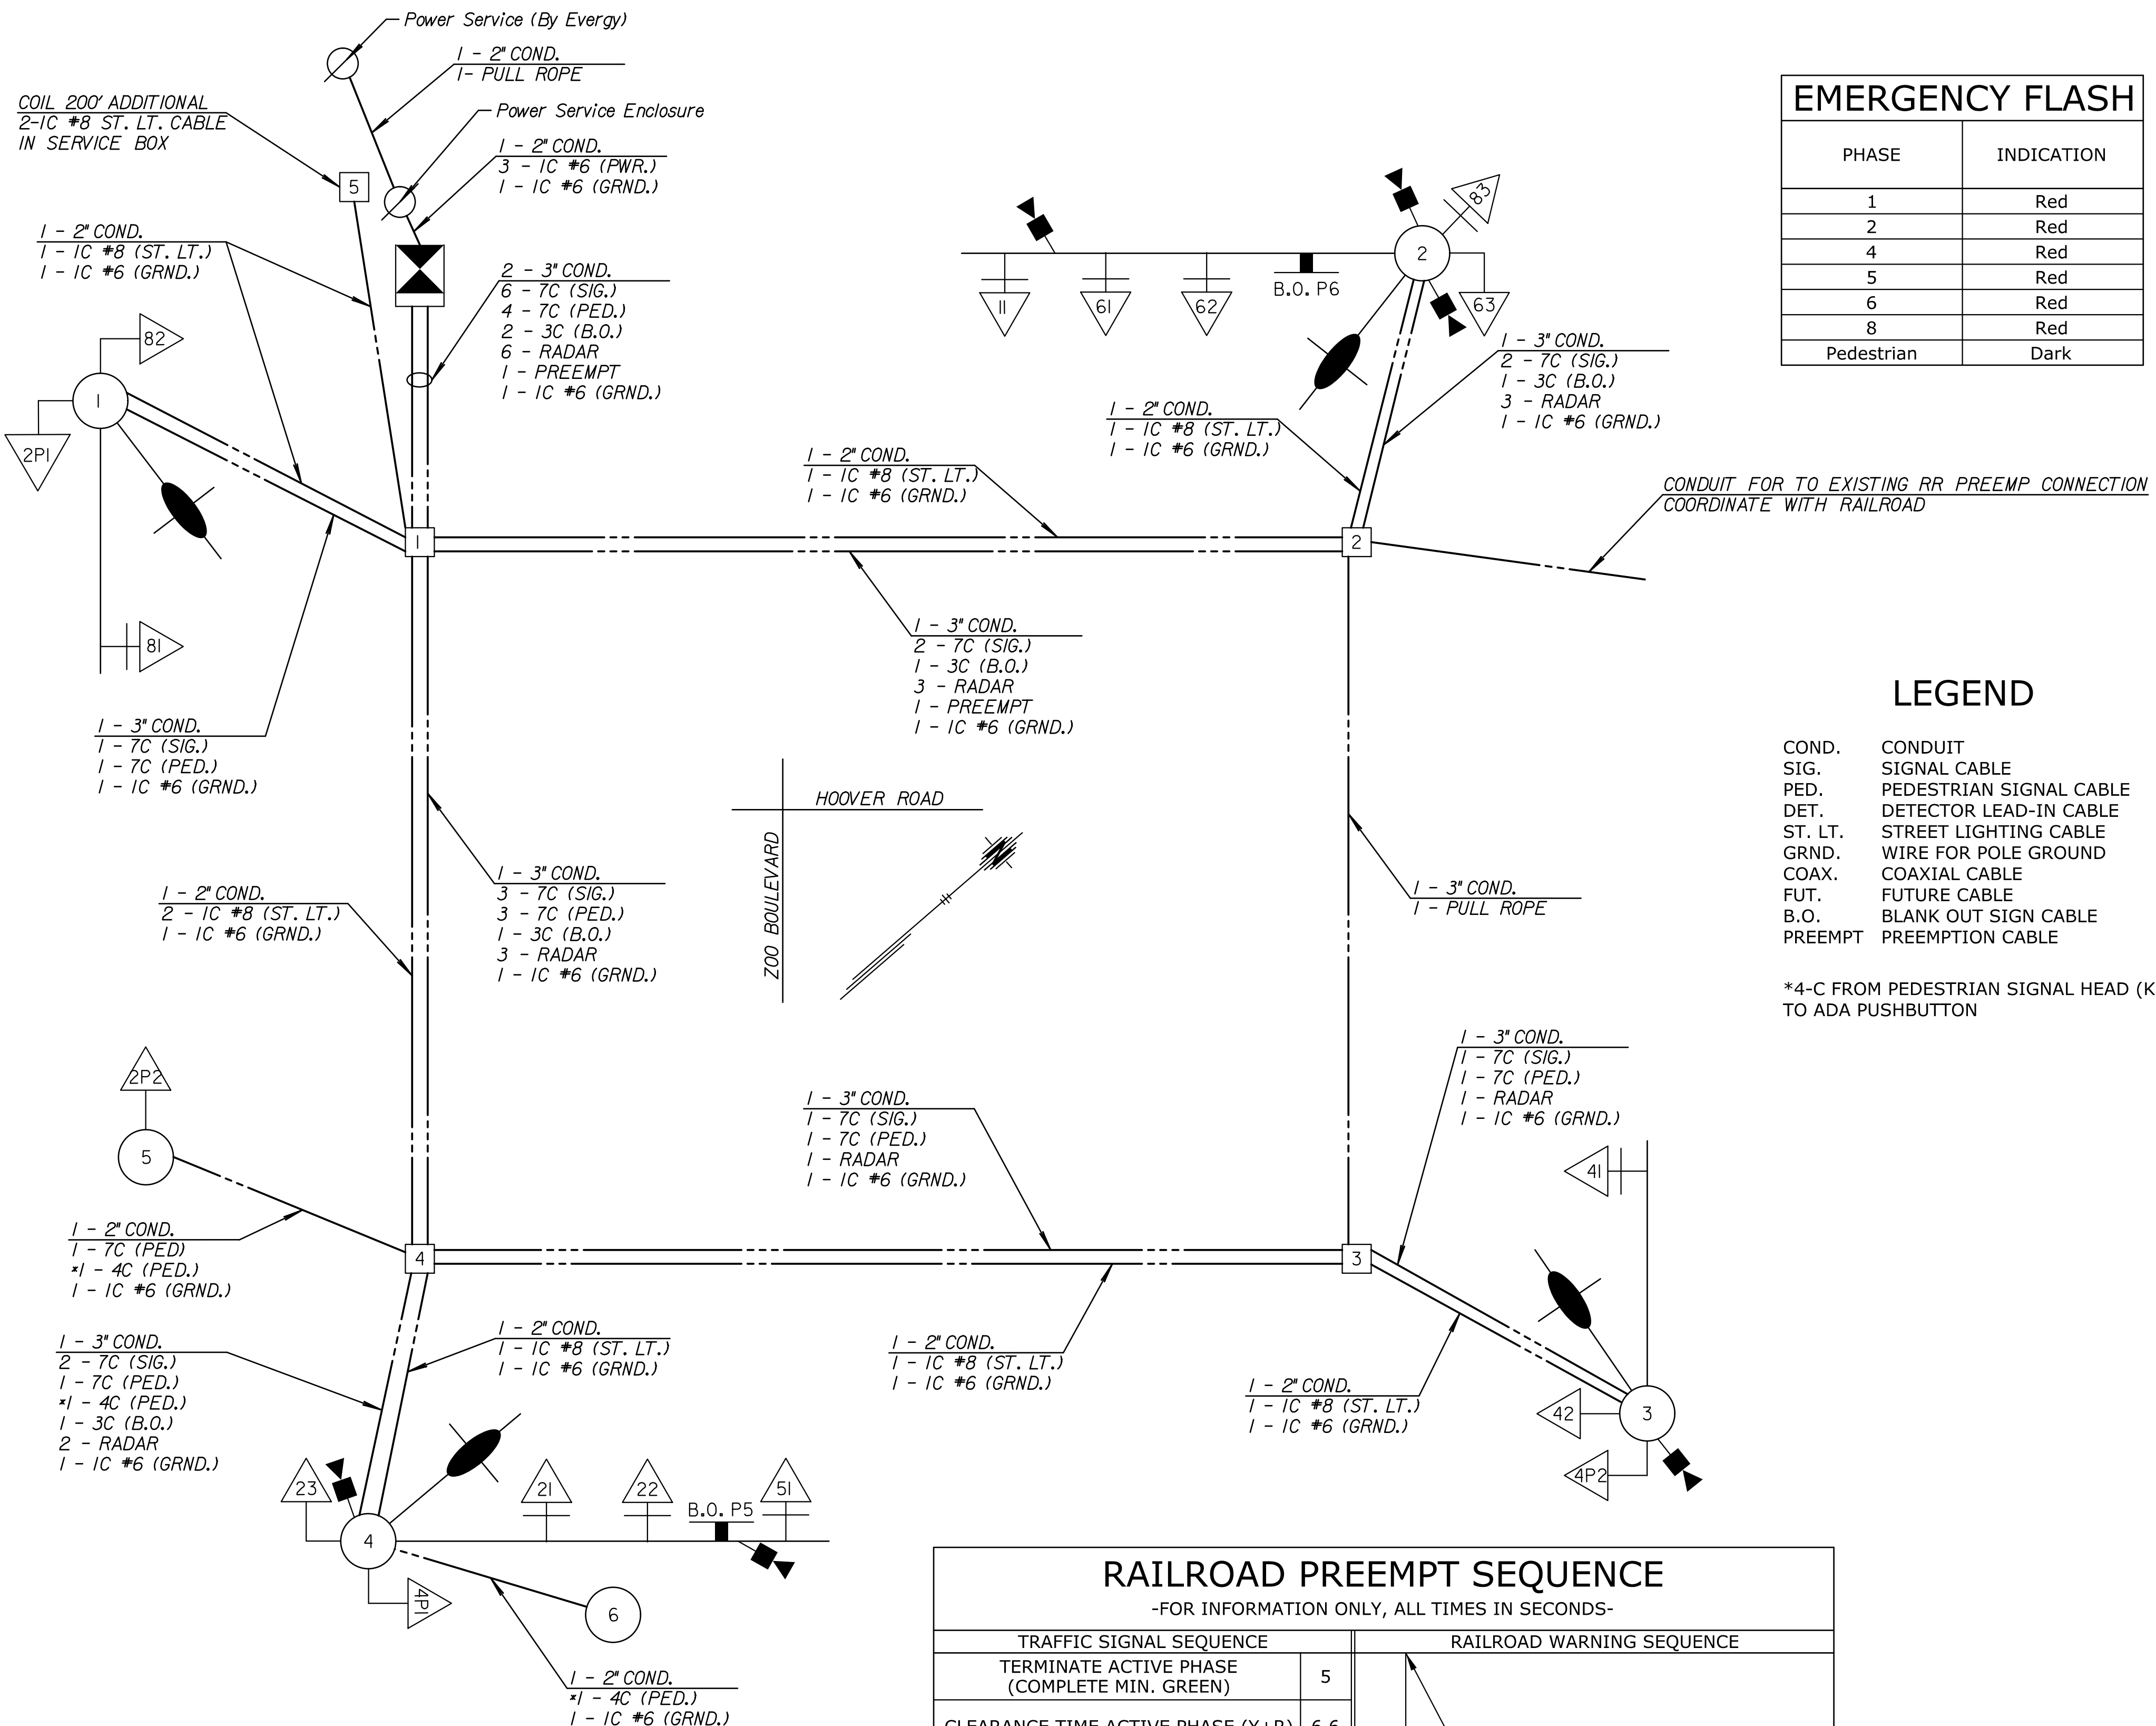 Power Service (By Evergy)
1 - 2" COND.
1- PULL ROPE
COIL 200' ADDITIONAL
2-1C #8 ST. LT. CABLE
IN SERVICE BOX
Power Service Enclosure
1 - 2" COND.
3 - 1C #6 (PWR.)
1 - 1C #6 (GRND.)
5
1 - 2" COND.
1 - 1C #8 (ST. LT.)
1 - 1C #6 (GRND.)
2 - 3" COND.
6 - 7C (SIG.)
4 - 7C (PED.)
2 - 3C (B.O.)
6 - RADAR
1 - PREEMPT
1 - 1C #6 (GRND.)
82
1
2P1
81
1 - 3" COND.
1 - 7C (SIG.)
1 - 7C (PED.)
1 - 1C #6 (GRND.)
1
83
2
11
61
62
B.O. P6
63
1 - 3" COND.
2 - 7C (SIG.)
1 - 3C (B.O.)
3 - RADAR
1 - 1C #6 (GRND.)
1 - 2" COND.
1 - 1C #8 (ST. LT.)
1 - 1C #6 (GRND.)
1 - 2" COND.
1 - 1C #8 (ST. LT.)
1 - 1C #6 (GRND.)
2
CONDUIT FOR TO EXISTING RR PREEMP CONNECTION
COORDINATE WITH RAILROAD
1 - 3" COND.
2 - 7C (SIG.)
1 - 3C (B.O.)
3 - RADAR
1 - PREEMPT
1 - 1C #6 (GRND.)
EMERGENCY FLASH
PHASE INDICATION
1 Red
2 Red
4 Red
5 Red
6 Red
8 Red
Pedestrian Dark
LEGEND
COND. CONDUIT
SIG. SIGNAL CABLE
PED. PEDESTRIAN SIGNAL CABLE
DET. DETECTOR LEAD-IN CABLE
ST. LT. STREET LIGHTING CABLE
GRND. WIRE FOR POLE GROUND
COAX. COAXIAL CABLE
FUT. FUTURE CABLE
B.O. BLANK OUT SIGN CABLE
PREEMPT PREEMPTION CABLE
*4-C FROM PEDESTRIAN SIGNAL HEAD (K
TO ADA PUSHBUTTON
HOOVER ROAD
ZOO BOULEVARD
N
1 - 2" COND.
2 - 1C #8 (ST. LT.)
1 - 1C #6 (GRND.)
1 - 3" COND.
3 - 7C (SIG.)
3 - 7C (PED.)
1 - 3C (B.O.)
3 - RADAR
1 - 1C #6 (GRND.)
1 - 3" COND.
1 - PULL ROPE
2P2
5
1 - 2" COND.
1 - 7C (PED)
*1 - 4C (PED.)
1 - 1C #6 (GRND.)
4
1 - 3" COND.
1 - 7C (SIG.)
1 - 7C (PED.)
1 - RADAR
1 - 1C #6 (GRND.)
3
1 - 3" COND.
1 - 7C (SIG.)
1 - 7C (PED.)
1 - RADAR
1 - 1C #6 (GRND.)
41
42
3
4P2
1 - 3" COND.
2 - 7C (SIG.)
1 - 7C (PED.)
*1 - 4C (PED.)
1 - 3C (B.O.)
2 - RADAR
1 - 1C #6 (GRND.)
1 - 2" COND.
1 - 1C #8 (ST. LT.)
1 - 1C #6 (GRND.)
1 - 2" COND.
1 - 1C #8 (ST. LT.)
1 - 1C #6 (GRND.)
1 - 2" COND.
1 - 1C #8 (ST. LT.)
1 - 1C #6 (GRND.)
23
21
22
B.O. P5
51
4
4P1
6
1 - 2" COND.
*1 - 4C (PED.)
1 - 1C #6 (GRND.)
RAILROAD PREEMPT SEQUENCE
-FOR INFORMATION ONLY, ALL TIMES IN SECONDS-
TRAFFIC SIGNAL SEQUENCE RAILROAD WARNING SEQUENCE
TERMINATE ACTIVE PHASE
(COMPLETE MIN. GREEN) 5
CLEARANCE TIME ACTIVE PHASE (Y+R) 6.6